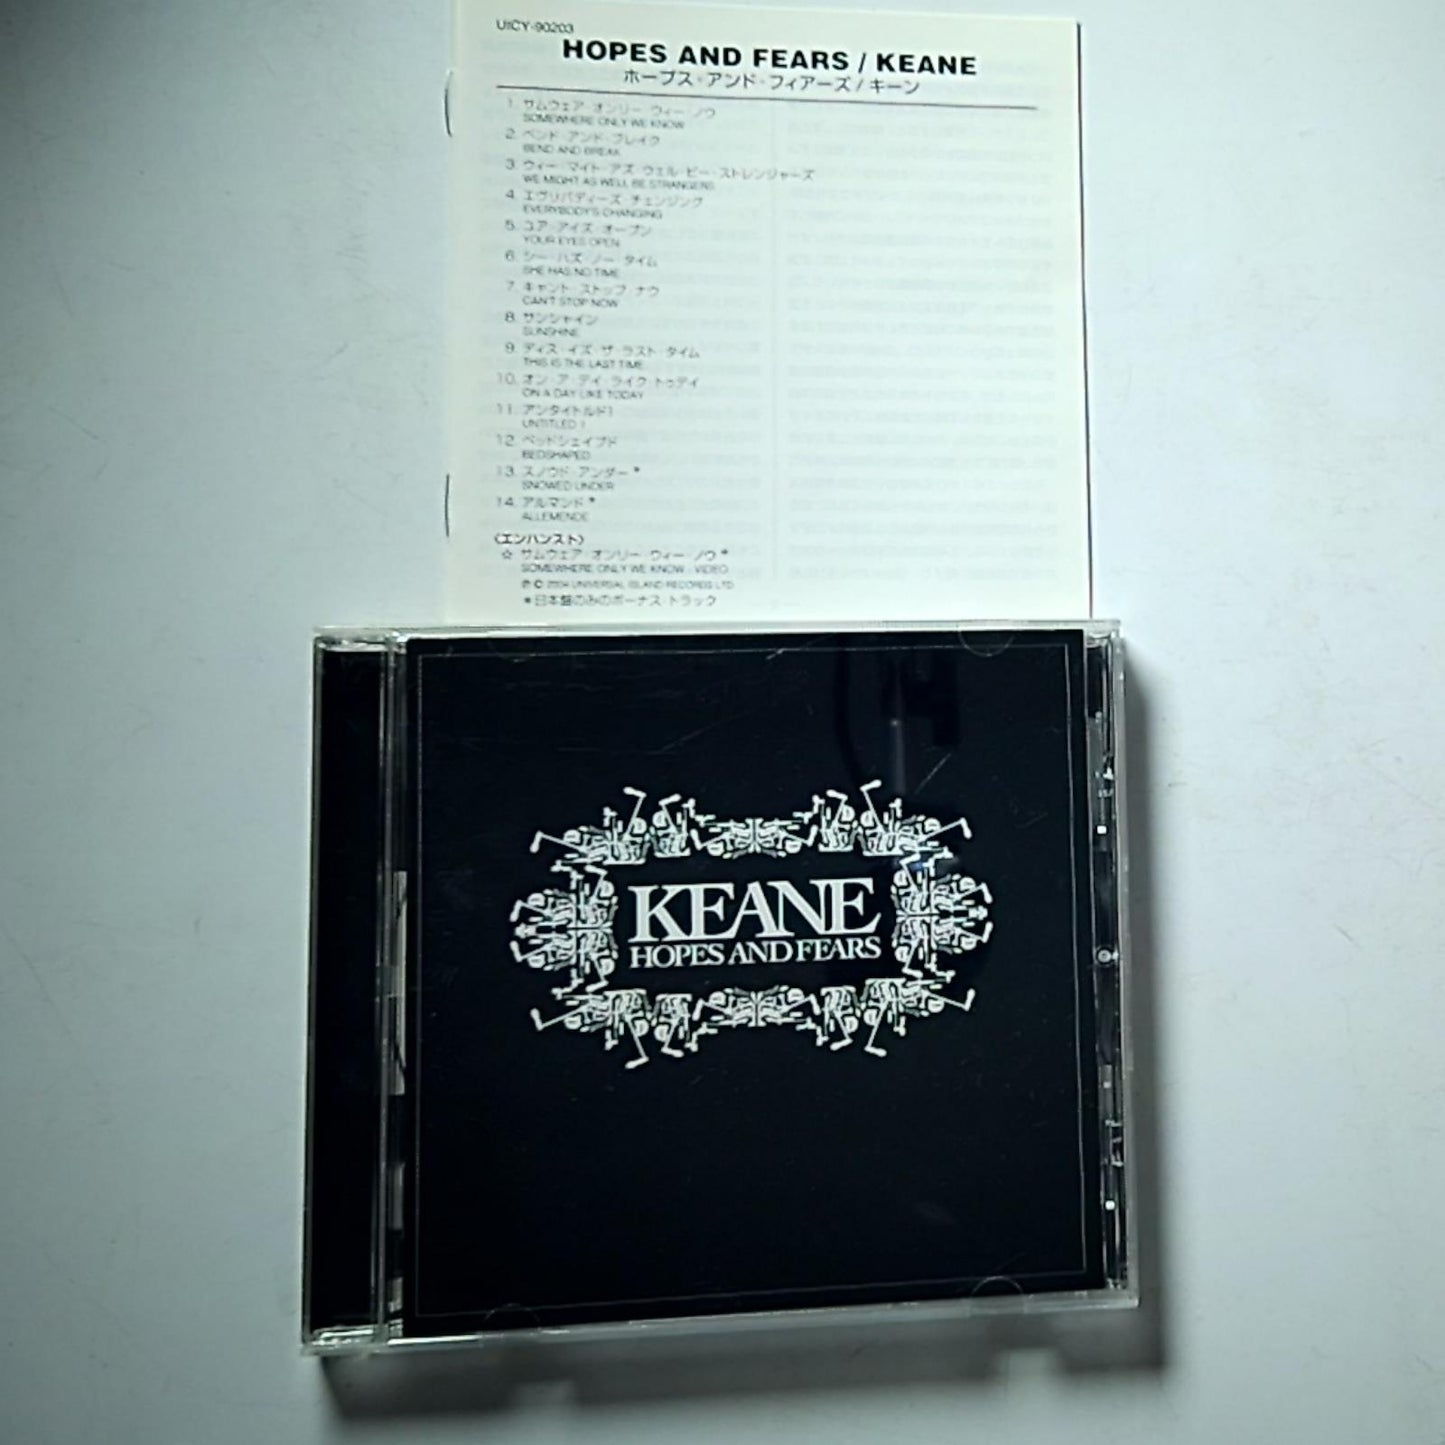 UICY-90203
HOPES AND FEARS / KEANE
ホープス・アンド・フィアーズ / キーン
1. サムウェア・オンリー・ウィー・ノウ
SOMEWHERE ONLY WE KNOW
2. ベンド・アンド・ブレイク
BEND AND BREAK
3. ウィー・マイト・アズ・ウェル・ビー・ストレンジャーズ
WE MIGHT AS WELL BE STRANGERS
4. エヴリバディーズ・チェンジング
EVERYBODY'S CHANGING
5. ユア・アイズ・オープン
YOUR EYES OPEN
6. シー・ハズ・ノー・タイム
SHE HAS NO TIME
7. キャント・ストップ・ナウ
CAN'T STOP NOW
8. サンシャイン
SUNSHINE
9. ディス・イズ・ザ・ラスト・タイム
THIS IS THE LAST TIME
10. オン・ア・デイ・ライク・トゥデイ
ON A DAY LIKE TODAY
11. アンタイトルド1
UNTITLED 1
12. ベッドシェイプド
BEDSHAPED
13. スノウド・アンダー *
SNOWED UNDER
14. アルマンド *
ALLEMENDE
〈エンハンスト〉
☆ サムウェア・オンリー・ウィー・ノウ *
SOMEWHERE ONLY WE KNOW - VIDEO
℗ © 2004 UNIVERSAL ISLAND RECORDS LTD.
*日本盤のみのボーナス・トラック
KEANE
HOPES AND FEARS